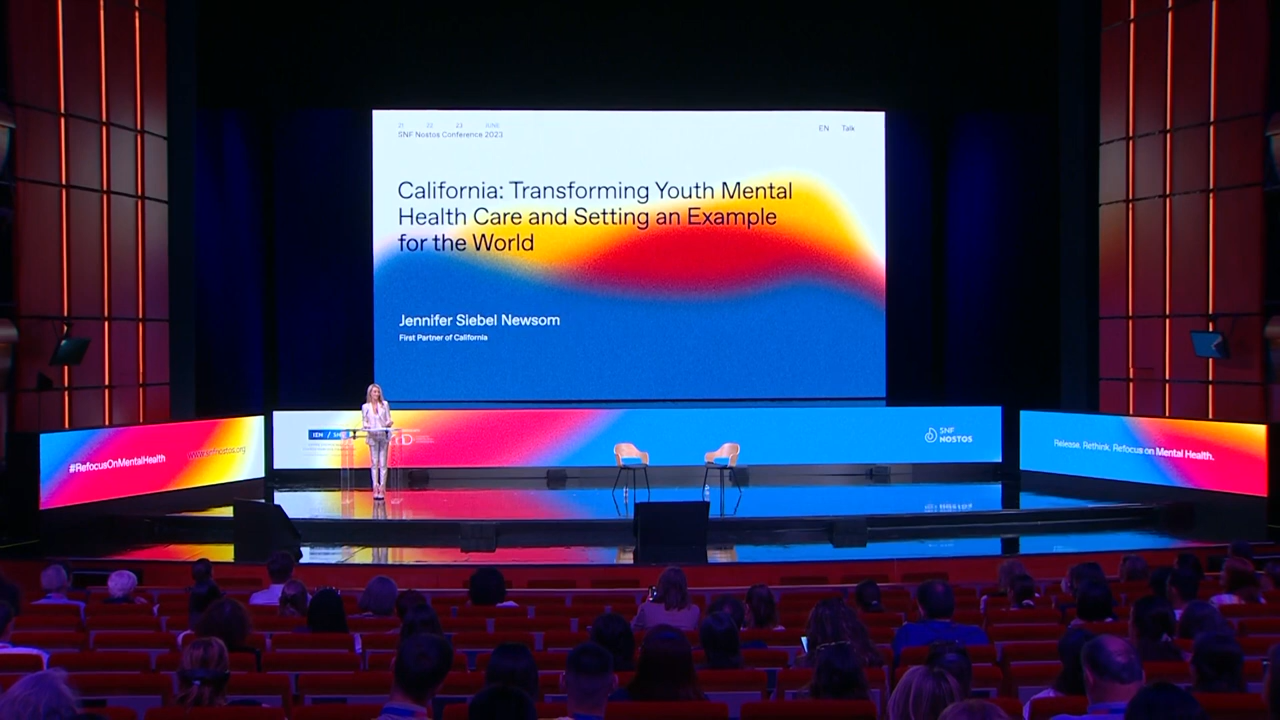 21 22 23 JUNE
SNF Nostos Conference 2023
EN Talk
California: Transforming Youth Mental
Health Care and Setting an Example
for the World
Jennifer Siebel Newsom
First Partner of California
#RefocusOnMentalHealth
www.snfnostos.org
SNF
NOSTOS
Release. Rethink. Refocus on Mental Health.